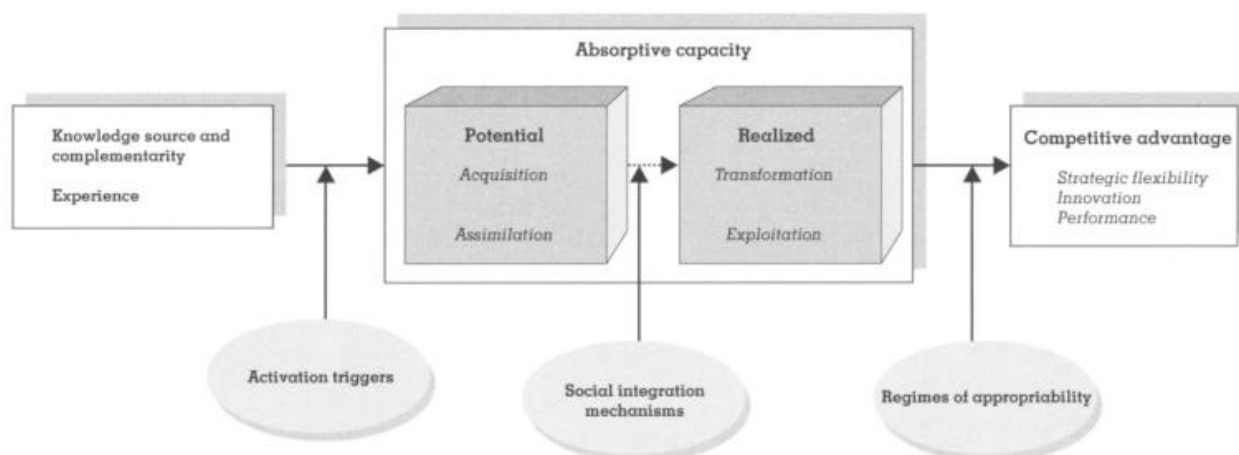 Absorptive capacity
Knowledge source and
complementarity
Experience
Potential
Acquisition
Assimilation
Realized
Transformation
Exploitation
Competitive advantage
Strategic flexibility
Innovation
Performance
Activation triggers
Social integration
mechanisms
Regimes of appropriability